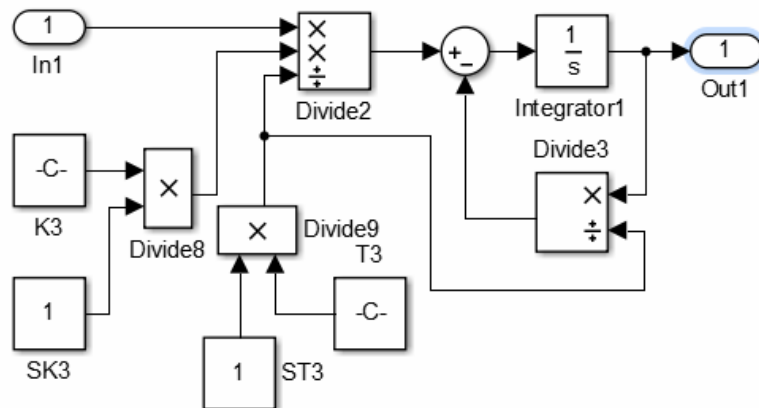 1
In1
×
×
÷
Divide2
+
−
1
s
Integrator1
1
Out1
Divide3
×
÷
-C-
K3
×
Divide8
×
Divide9
T3
-C-
1
SK3
1
ST3